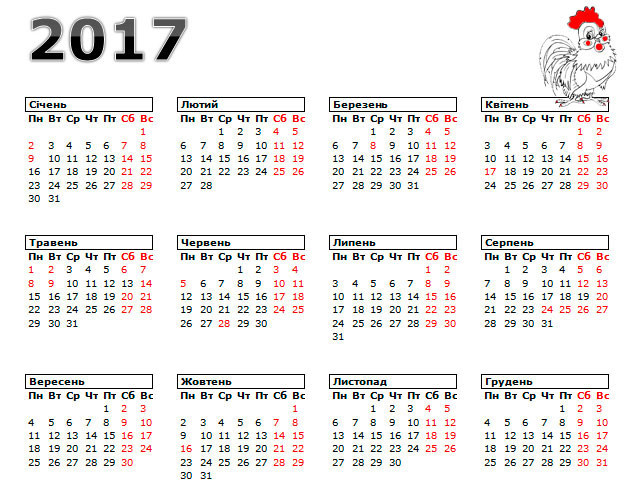 2017
Січень
Пн Вт Ср Чт Пт Сб Вс
1
2 3 4 5 6 7 8
9 10 11 12 13 14 15
16 17 18 19 20 21 22
23 24 25 26 27 28 29
30 31
Лютий
Пн Вт Ср Чт Пт Сб Вс
1 2 3 4 5
6 7 8 9 10 11 12
13 14 15 16 17 18 19
20 21 22 23 24 25 26
27 28
Березень
Пн Вт Ср Чт Пт Сб Вс
1 2 3 4 5
6 7 8 9 10 11 12
13 14 15 16 17 18 19
20 21 22 23 24 25 26
27 28 29 30 31
Квітень
Пн Вт Ср Чт Пт Сб Вс
1 2
3 4 5 6 7 8 9
10 11 12 13 14 15 16
17 18 19 20 21 22 23
24 25 26 27 28 29 30
Травень
Пн Вт Ср Чт Пт Сб Вс
1 2 3 4 5 6 7
8 9 10 11 12 13 14
15 16 17 18 19 20 21
22 23 24 25 26 27 28
29 30 31
Червень
Пн Вт Ср Чт Пт Сб Вс
1 2 3 4
5 6 7 8 9 10 11
12 13 14 15 16 17 18
19 20 21 22 23 24 25
26 27 28 29 30
Липень
Пн Вт Ср Чт Пт Сб Вс
1 2
3 4 5 6 7 8 9
10 11 12 13 14 15 16
17 18 19 20 21 22 23
24 25 26 27 28 29 30
31
Серпень
Пн Вт Ср Чт Пт Сб Вс
1 2 3 4 5 6
7 8 9 10 11 12 13
14 15 16 17 18 19 20
21 22 23 24 25 26 27
28 29 30 31
Вересень
Пн Вт Ср Чт Пт Сб Вс
1 2 3
4 5 6 7 8 9 10
11 12 13 14 15 16 17
18 19 20 21 22 23 24
25 26 27 28 29 30
Жовтень
Пн Вт Ср Чт Пт Сб Вс
1
2 3 4 5 6 7 8
9 10 11 12 13 14 15
16 17 18 19 20 21 22
23 24 25 26 27 28 29
30 31
Листопад
Пн Вт Ср Чт Пт Сб Вс
1 2 3 4 5
6 7 8 9 10 11 12
13 14 15 16 17 18 19
20 21 22 23 24 25 26
27 28 29 30
Грудень
Пн Вт Ср Чт Пт Сб Вс
1 2 3
4 5 6 7 8 9 10
11 12 13 14 15 16 17
18 19 20 21 22 23 24
25 26 27 28 29 30 31